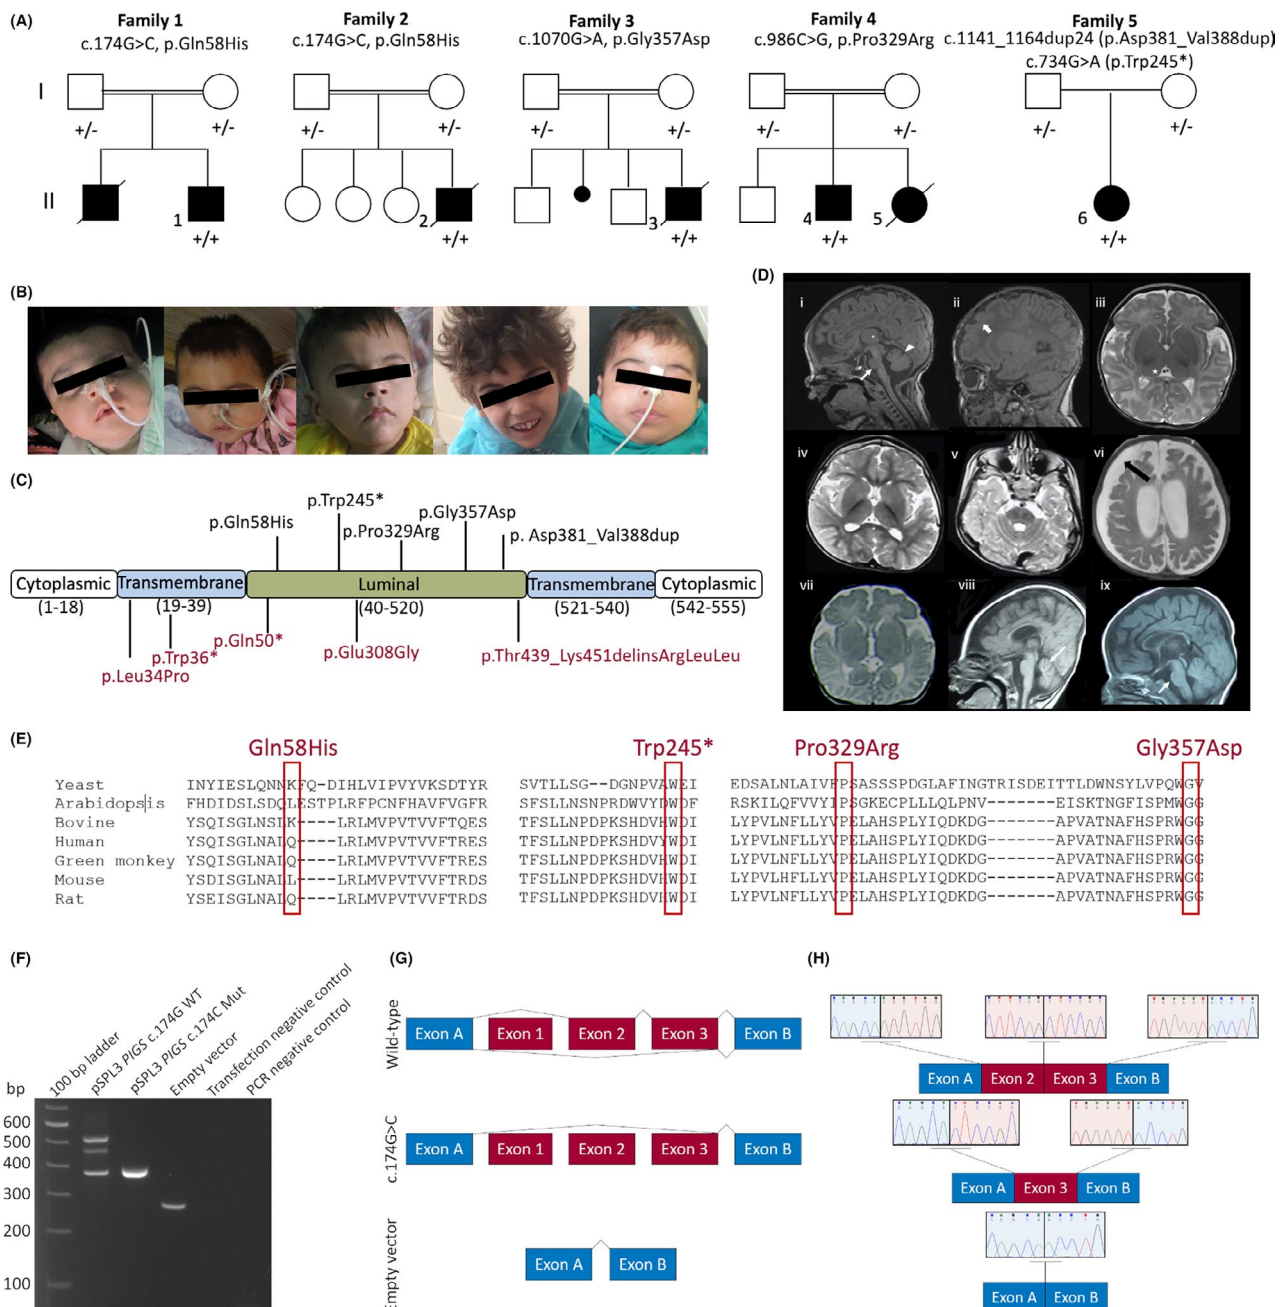 (A)
Family 1
c.174G>C, p.Gln58His
Family 2
c.174G>C, p.Gln58His
Family 3
c.1070G>A, p.Gly357Asp
Family 4
c.986C>G, p.Pro329Arg
Family 5
c.1141_1164dup24 (p.Asp381_Val388dup)
c.734G>A (p.Trp245*)
I
+/- +/- +/- +/- +/- +/- +/- +/- +/- +/-
II
1 2 3 4 5 6
+/+ +/+ +/+ +/+ +/+
(B)
(C)
p.Gln58His
p.Trp245*
p.Pro329Arg
p.Gly357Asp
p. Asp381_Val388dup
Cytoplasmic Transmembrane Luminal Transmembrane Cytoplasmic
(1-18) (19-39) (40-520) (521-540) (542-555)
p.Leu34Pro
p.Trp36*
p.Gln50*
p.Glu308Gly
p.Thr439_Lys451delinsArgLeuLeu
(D)
i ii iii
iv v vi
vii viii ix
(E)
Gln58His Trp245* Pro329Arg Gly357Asp
Yeast INYIESLQNNKFQ-DIHLVIPVYVKSDTYR SVTLLSG--DGNPVAWEI EDSALNLAIVFPSASSSPDGLAFINGTRISDEITTLDWNSYLVPQWGV
Arabidopsis FHDIDSLSDQLESTPLRFPCNFHAVFVGFR SFSLLNSNPRDWVYDWDI RSKILQFVVYIPSGKECPLLLQLPNV--------EISKTNGFISPMWGG
Bovine YSQISGLNSLK----LRLMVPVTVVFTQES TFSLLNPDPKSHDVHWDI LYPVLNFLLYVPELAHSPLYIQDKDG--------APVATNAFHSPRWGG
Human YSQISGLNALQ----LRLMVPVTVVFTRES TFSLLNPDPKSHDVYWDI LYPVLNFLLYVPELAHSPLYIQDKDG--------APVATNAFHSPRWGG
Green monkey YSQISGLNALQ----LRLMVPVTVVFTRES TFSLLNPDPKSHDVYWDI LYPVLNFLLYVPELAHSPLYIQDKDG--------APVATNAFHSPRWGG
Mouse YSDISGLNALL----LRLMVPVTVVFTRDS TFSLLNPDPKSHDVHWDI LYPVLHFLLYVPELAHSPLYIQDKDG--------APVATNAFHSPRWGG
Rat YSEISGLNALQ----LRLMVPVTVVFTRDS TFSLLNPDPKSHDVHWDI LYPVLNFLLYVPELAHSPLYIQDKDG--------APVATNAFHSPRWGG
(F)
bp
100 bp ladder
pSPL3 PIGS c.174G WT
pSPL3 PIGS c.174C Mut
Empty vector
Transfection negative control
PCR negative control
600
500
400
300
200
100
(G)
Wild-type
Exon A Exon 1 Exon 2 Exon 3 Exon B
c.174G>C
Exon A Exon 1 Exon 2 Exon 3 Exon B
Empty vector
Exon A Exon B
(H)
Exon A Exon 2 Exon 3 Exon B
Exon A Exon 3 Exon B
Exon A Exon B